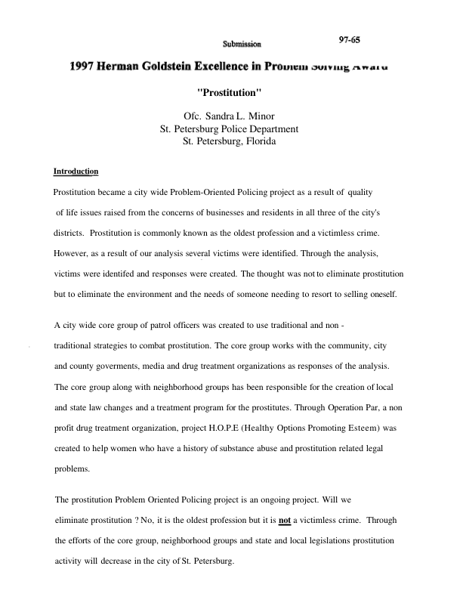 97-65
Submission
1997 Herman Goldstein Excellence in Problem Solving Award
"Prostitution"
Ofc. Sandra L. Minor
St. Petersburg Police Department
St. Petersburg, Florida
Introduction
Prostitution became a city wide Problem-Oriented Policing project as a result of quality
of life issues raised from the concerns of businesses and residents in all three of the city's
districts. Prostitution is commonly known as the oldest profession and a victimless crime.
However, as a result of our analysis several victims were identified. Through the analysis,
victims were identifed and responses were created. The thought was not to eliminate prostitution
but to eliminate the environment and the needs of someone needing to resort to selling oneself.
A city wide core group of patrol officers was created to use traditional and non -
traditional strategies to combat prostitution. The core group works with the community, city
and county goverments, media and drug treatment organizations as responses of the analysis.
The core group along with neighborhood groups has been responsible for the creation of local
and state law changes and a treatment program for the prostitutes. Through Operation Par, a non
profit drug treatment organization, project H.O.P.E (Healthy Options Promoting Esteem) was
created to help women who have a history of substance abuse and prostitution related legal
problems.
The prostitution Problem Oriented Policing project is an ongoing project. Will we
eliminate prostitution ? No, it is the oldest profession but it is not a victimless crime. Through
the efforts of the core group, neighborhood groups and state and local legislations prostitution
activity will decrease in the city of St. Petersburg.